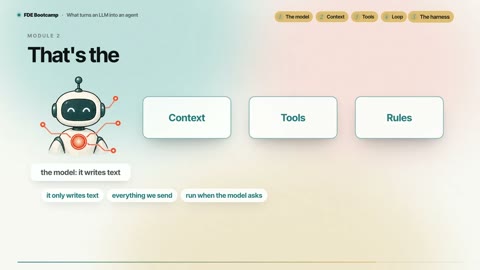 FDE Bootcamp · What turns an LLM into an agent
The model
Context
Tools
Loop
The harness
MODULE 2
That's the
Context
Tools
Rules
the model: it writes text
it only writes text
everything we send
run when the model asks